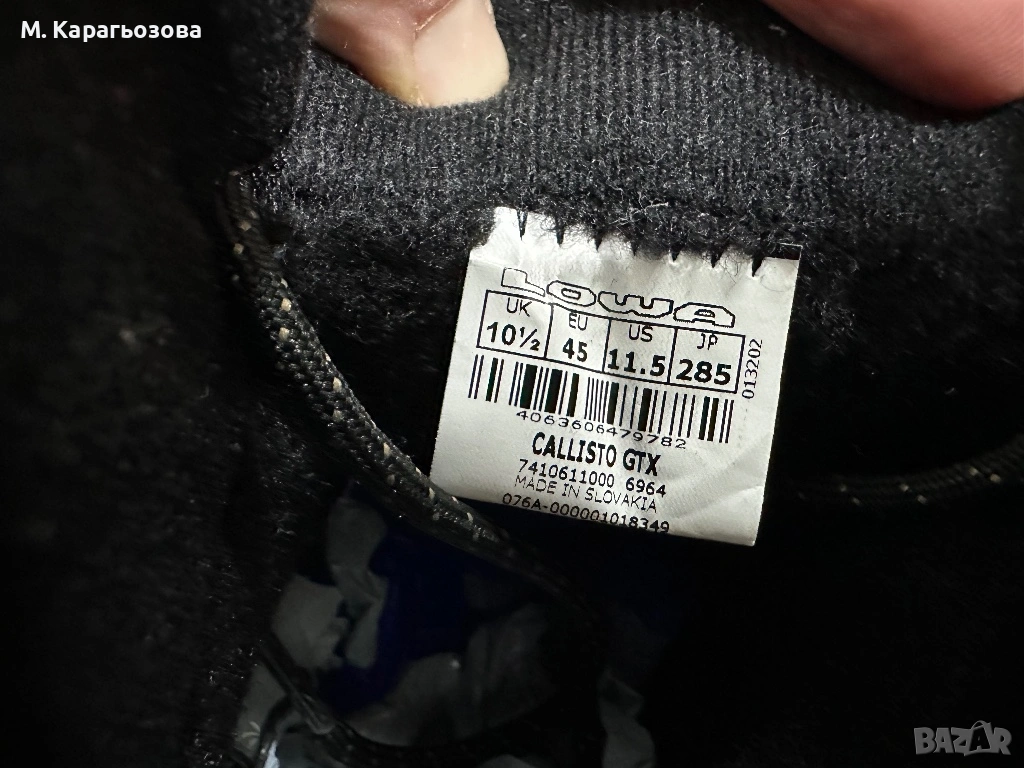 М. Карагьозова
LOWA
UK EU US JP
10½ 45 11.5 285
013202
4063606479782
CALLISTO GTX
7410611000 6964
MADE IN SLOVAKIA
076A-000001018349
BAZAR